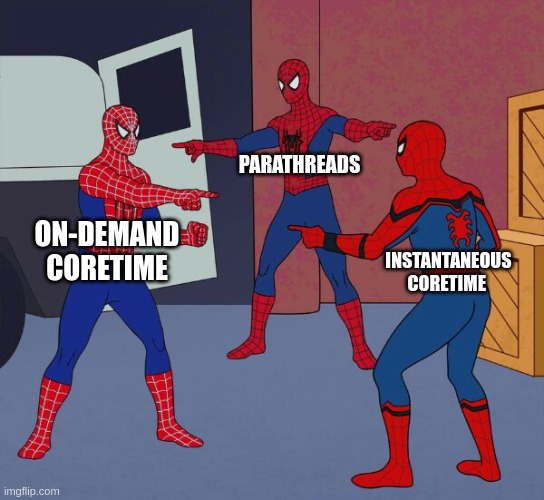 PARATHREADS
ON-DEMAND
CORETIME
INSTANTANEOUS
CORETIME
imgflip.com